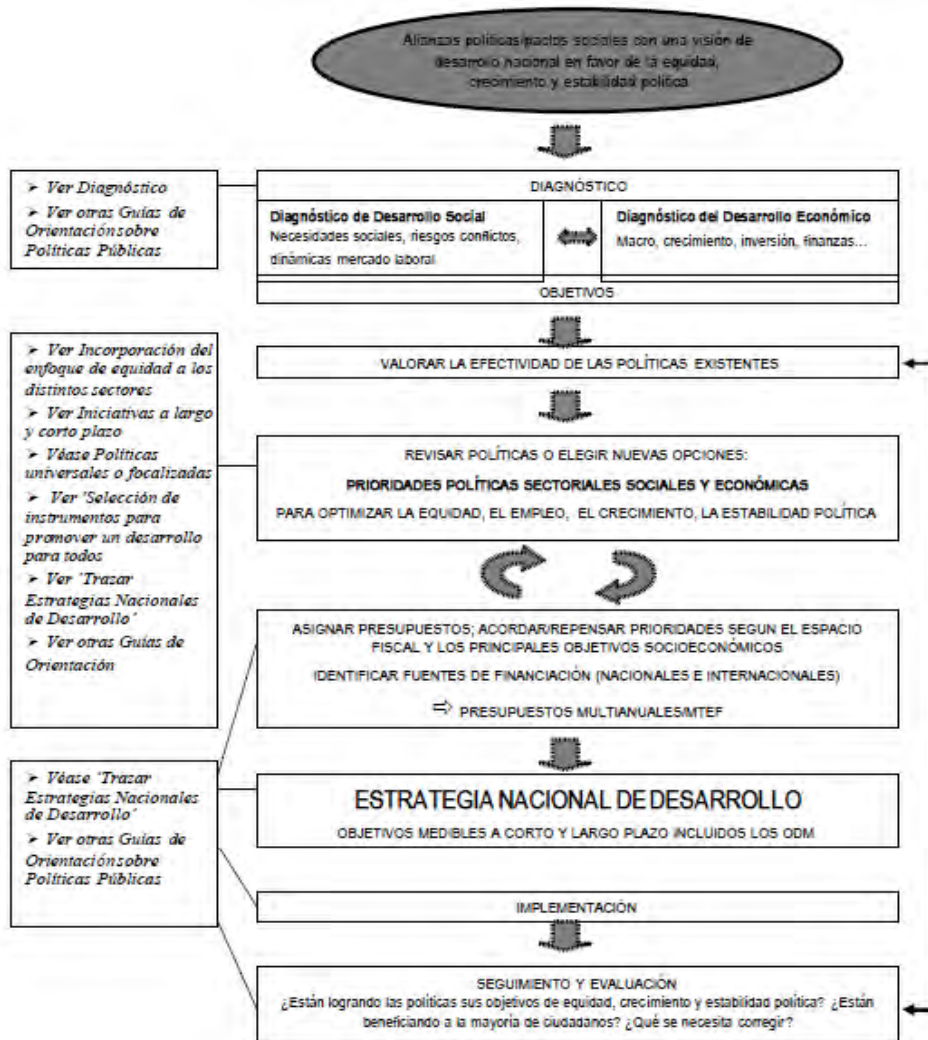 Alianzas políticas/pactos sociales con una visión de
desarrollo nacional en favor de la equidad,
crecimiento y estabilidad política
➤ Ver Diagnóstico
➤ Ver otras Guías de
Orientación sobre
Políticas Públicas
DIAGNÓSTICO
Diagnóstico de Desarrollo Social
Necesidades sociales, riesgos conflictos,
dinámicas mercado laboral
Diagnóstico del Desarrollo Económico
Macro, crecimiento, inversión, finanzas...
OBJETIVOS
➤ Ver Incorporación del
enfoque de equidad a los
distintos sectores
➤ Ver Iniciativas a largo
y corto plazo
➤ Véase Políticas
universales o focalizadas
➤ Ver 'Selección de
instrumentos para
promover un desarrollo
para todos
➤ Ver 'Trazar
Estrategias Nacionales
de Desarrollo'
➤ Ver otras Guías de
Orientación
VALORAR LA EFECTIVIDAD DE LAS POLÍTICAS EXISTENTES
REVISAR POLÍTICAS O ELEGIR NUEVAS OPCIONES:
PRIORIDADES POLÍTICAS SECTORIALES SOCIALES Y ECONÓMICAS
PARA OPTIMIZAR LA EQUIDAD, EL EMPLEO, EL CRECIMIENTO, LA ESTABILIDAD POLÍTICA
ASIGNAR PRESUPUESTOS; ACORDAR/REPENSAR PRIORIDADES SEGUN EL ESPACIO
FISCAL Y LOS PRINCIPALES OBJETIVOS SOCIOECONÓMICOS
IDENTIFICAR FUENTES DE FINANCIACIÓN (NACIONALES E INTERNACIONALES)
⇨ PRESUPUESTOS MULTIANUALES/MTEF
➤ Véase 'Trazar
Estrategias Nacionales
de Desarrollo'
➤ Ver otras Guías de
Orientación sobre
Políticas Públicas
ESTRATEGIA NACIONAL DE DESARROLLO
OBJETIVOS MEDIBLES A CORTO Y LARGO PLAZO INCLUIDOS LOS ODM
IMPLEMENTACIÓN
SEGUIMIENTO Y EVALUACIÓN
¿Están logrando las políticas sus objetivos de equidad, crecimiento y estabilidad política? ¿Están
beneficiando a la mayoría de ciudadanos? ¿Qué se necesita corregir?